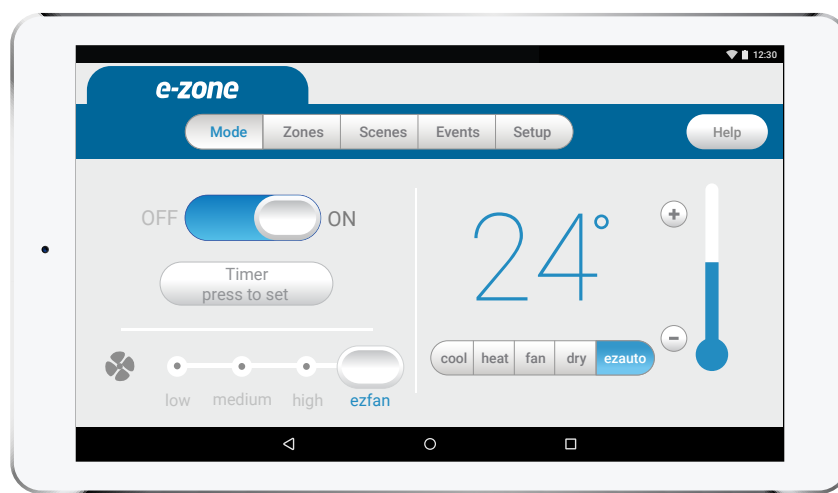 12:30
e-zone
Mode Zones Scenes Events Setup Help
OFF ON
Timer
press to set
low medium high ezfan
24°
+
cool heat fan dry ezauto
−